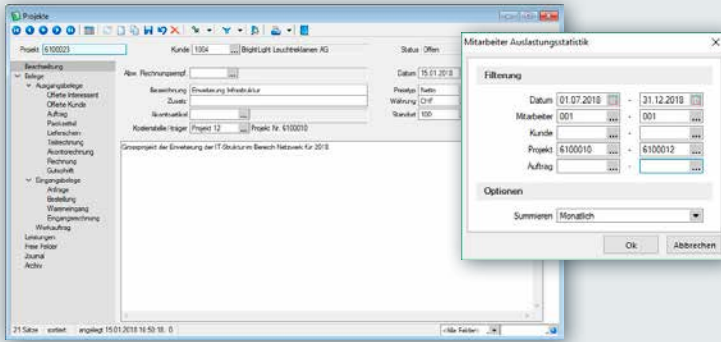 Projekte
Projekt 6100023
Kunde 1004 ... BrightLight Leuchtreklamen AG
Status Offen
Beschreibung
Belege
Ausgangsbelege
Offerte Interessent
Offerte Kunde
Auftrag
Packzettel
Lieferschein
Teilrechnung
Akontorechnung
Rechnung
Gutschrift
Eingangsbelege
Anfrage
Bestellung
Wareneingang
Eingangsrechnung
Werkauftrag
Leistungen
Freie Felder
Journal
Archiv
Abw. Rechnungsempf. ...
Datum 15.01.2018
Bezeichnung Erweiterung Infrastruktur
Preistyp Netto
Zusatz
Währung CHF
Akontoartikel ...
Standort 100
Kostenstelle/-träger Projekt 12 ... Projekt Nr. 6100010
Grossprojekt der Erweiterung der IT-Struktur im Bereich Netzwerk für 2018
21 Sätze sortiert angelegt 15.01.2018 16:50:18.
<Alle Felder>
Mitarbeiter Auslastungsstatistik
Filterung
Datum 01.07.2018 - 31.12.2018
Mitarbeiter 001 ... - 001 ...
Kunde ... - ...
Projekt 6100010 ... - 6100012 ...
Auftrag ... - ...
Optionen
Summieren Monatlich
Ok Abbrechen